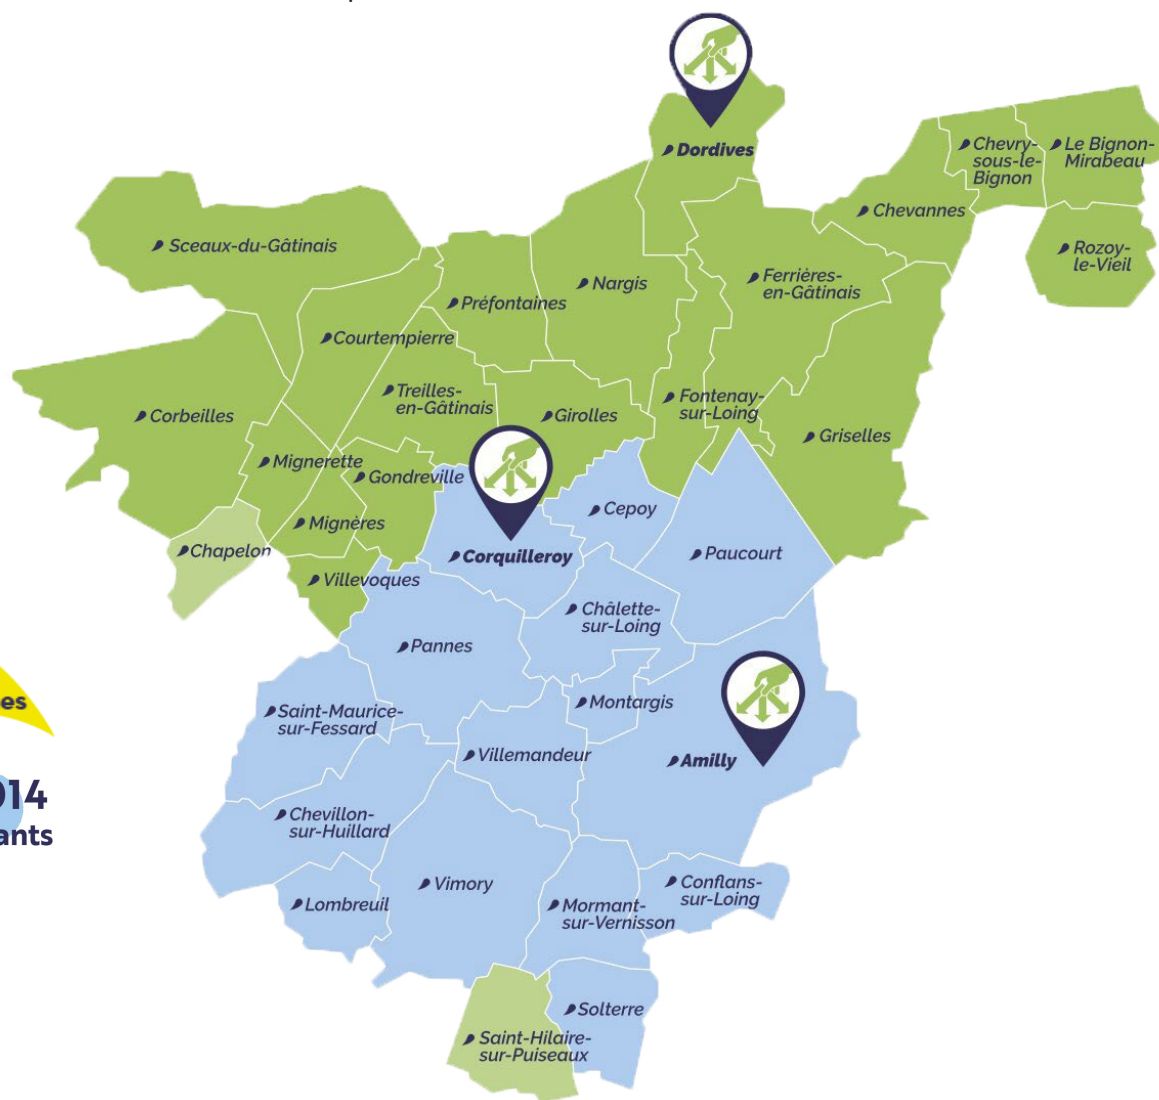 Dordives
Chevry-
sous-le-
Bignon
Le Bignon-
Mirabeau
Chevannes
Sceaux-du-Gâtinais
Rozoy-
le-Vieil
Nargis
Ferrières-
en-Gâtinais
Préfontaines
Courtempierre
Treilles-
en-Gâtinais
Fontenay-
sur-Loing
Corbeilles
Girolles
Griselles
Mignerette
Gondreville
Cepoy
Mignères
Chapelon
Corquilleroy
Paucourt
Villevoques
Châlette-
sur-Loing
Pannes
es
Montargis
Saint-Maurice-
sur-Fessard
Villemandeur
Amilly
014
ants
Chevillon-
sur-Huillard
Vimory
Conflans-
sur-Loing
Lombreuil
Mormant-
sur-Vernisson
Solterre
Saint-Hilaire-
sur-Puiseaux